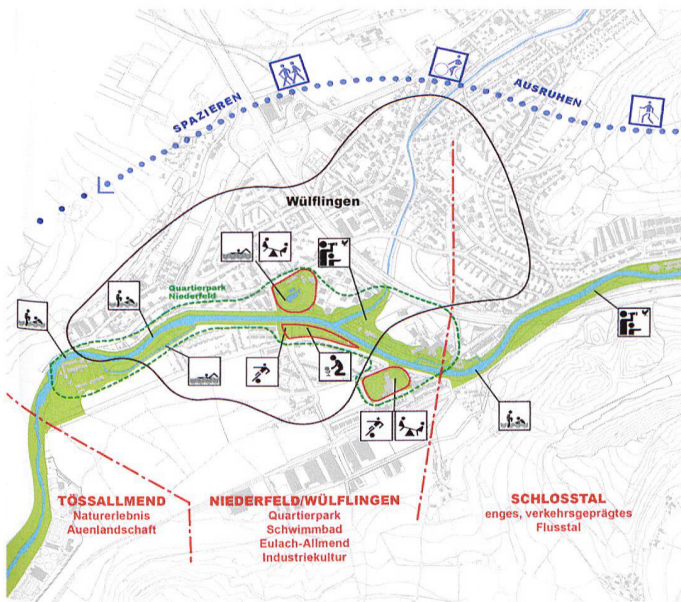 SPAZIEREN
AUSRUHEN
Wülflingen
Quartierpark
Niederfeld
TÖSSALLMEND
Naturerlebnis
Auenlandschaft
NIEDERFELD/WÜLFLINGEN
Quartierpark
Schwimmbad
Eulach-Allmend
Industriekultur
SCHLOSSTAL
enges, verkehrsgeprägtes
Flusstal